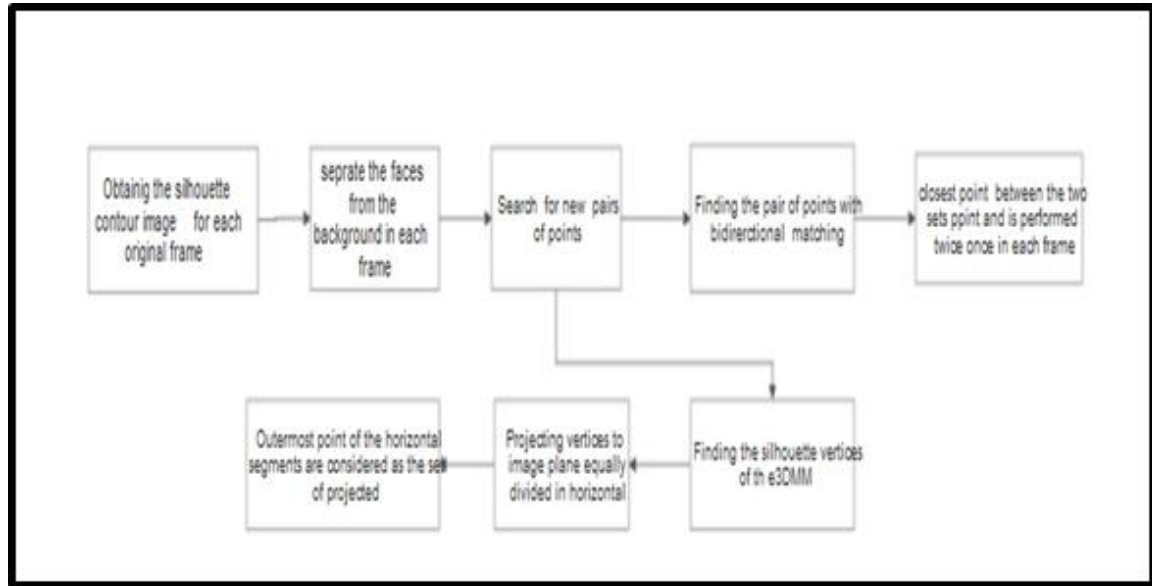 Obtainig the silhouette
contour image for each
original frame
seprate the faces
from the
background in each
frame
Search for new pairs
of points
Finding the pair of points with
bidirerctional matching
closest point between the two
sets ppint and is performed
twice once in each frame
Outermost point of the horizontal
segments are considered as the se
of projected
Projecting vertices to
image plane equally
divided in horizontal
Finding the silhouette vertices
of th e3DMM